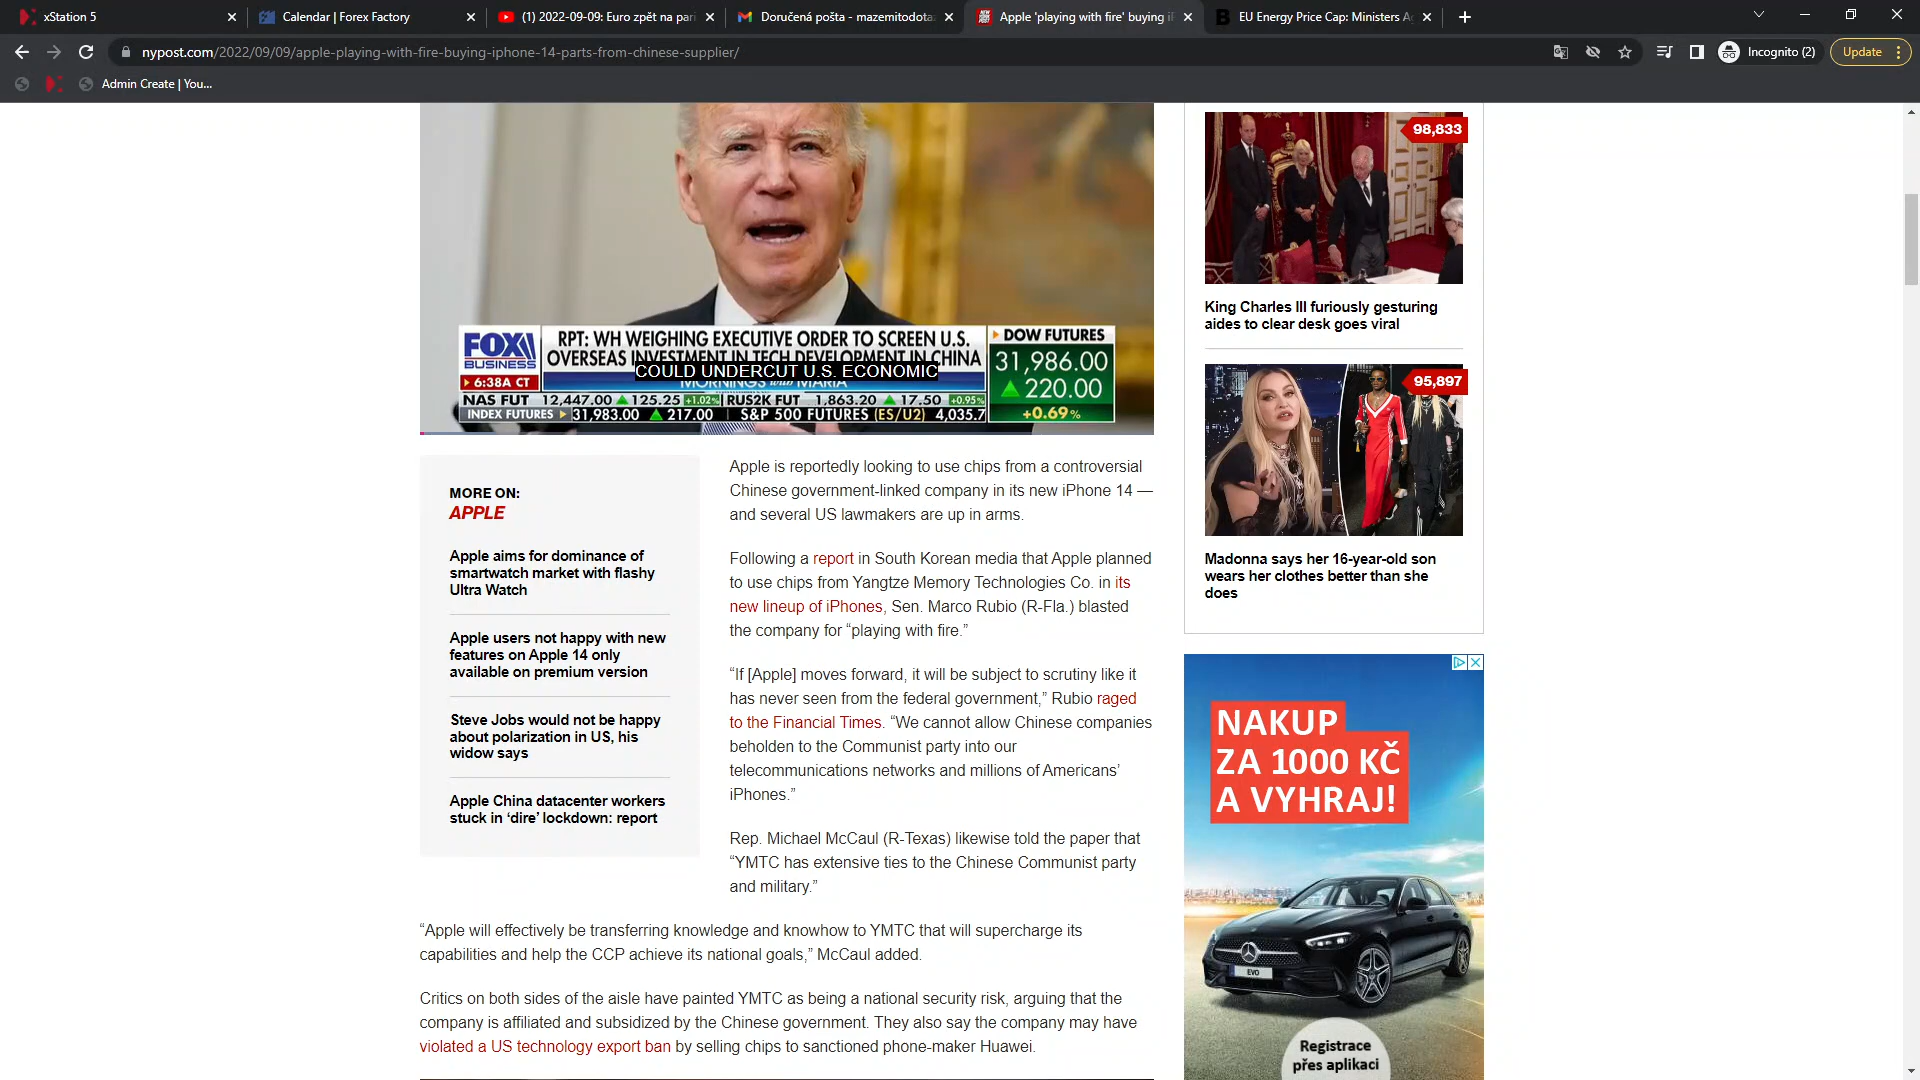 xStation 5
Calendar | Forex Factory
(1) 2022-09-09: Euro zpět na pari
Doručená pošta - mazemitodota
Apple 'playing with fire' buying i
EU Energy Price Cap: Ministers A
nypost.com/2022/09/09/apple-playing-with-fire-buying-iphone-14-parts-from-chinese-supplier/
Incognito (2)
Update
Admin Create | You...
FOX
BUSINESS
6:38A CT
RPT: WH WEIGHING EXECUTIVE ORDER TO SCREEN U.S.
OVERSEAS INVESTMENT IN TECH DEVELOPMENT IN CHINA
COULD UNDERCUT U.S. ECONOMIC
MORNINGS with MARIA
DOW FUTURES
31,986.00
220.00
+0.69%
NAS FUT 12,447.00 125.25 +1.02% RUS2K FUT 1,863.20 17.50 +0.95%
INDEX FUTURES 31,983.00 217.00 S&P 500 FUTURES (ES/U2) 4,035.7
MORE ON:
APPLE
Apple aims for dominance of
smartwatch market with flashy
Ultra Watch
Apple users not happy with new
features on Apple 14 only
available on premium version
Steve Jobs would not be happy
about polarization in US, his
widow says
Apple China datacenter workers
stuck in ‘dire’ lockdown: report
Apple is reportedly looking to use chips from a controversial
Chinese government-linked company in its new iPhone 14 —
and several US lawmakers are up in arms.
Following a report in South Korean media that Apple planned
to use chips from Yangtze Memory Technologies Co. in its
new lineup of iPhones, Sen. Marco Rubio (R-Fla.) blasted
the company for “playing with fire.”
“If [Apple] moves forward, it will be subject to scrutiny like it
has never seen from the federal government,” Rubio raged
to the Financial Times. “We cannot allow Chinese companies
beholden to the Communist party into our
telecommunications networks and millions of Americans’
iPhones.”
Rep. Michael McCaul (R-Texas) likewise told the paper that
“YMTC has extensive ties to the Chinese Communist party
and military.”
“Apple will effectively be transferring knowledge and knowhow to YMTC that will supercharge its
capabilities and help the CCP achieve its national goals,” McCaul added.
Critics on both sides of the aisle have painted YMTC as being a national security risk, arguing that the
company is affiliated and subsidized by the Chinese government. They also say the company may have
violated a US technology export ban by selling chips to sanctioned phone-maker Huawei.
98,833
King Charles III furiously gesturing
aides to clear desk goes viral
95,897
Madonna says her 16-year-old son
wears her clothes better than she
does
NAKUP
ZA 1000 KČ
A VYHRAJ!
EVO
Registrace
přes aplikaci